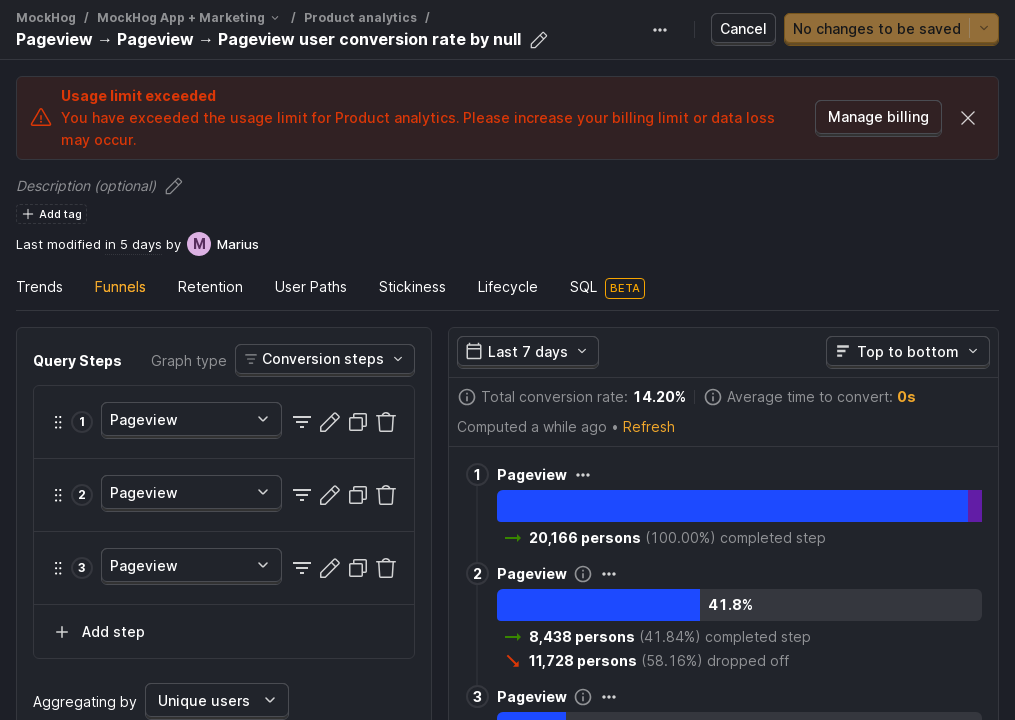 MockHog / MockHog App + Marketing / Product analytics /
Pageview → Pageview → Pageview user conversion rate by null
Cancel
No changes to be saved
Usage limit exceeded
You have exceeded the usage limit for Product analytics. Please increase your billing limit or data loss
may occur.
Manage billing
Description (optional)
Add tag
Last modified in 5 days by M Marius
Trends Funnels Retention User Paths Stickiness Lifecycle SQL BETA
Query Steps Graph type Conversion steps
1 Pageview
2 Pageview
3 Pageview
Add step
Aggregating by Unique users
Last 7 days Top to bottom
Total conversion rate: 14.20% Average time to convert: 0s
Computed a while ago • Refresh
1 Pageview
20,166 persons (100.00%) completed step
2 Pageview
41.8%
8,438 persons (41.84%) completed step
11,728 persons (58.16%) dropped off
3 Pageview